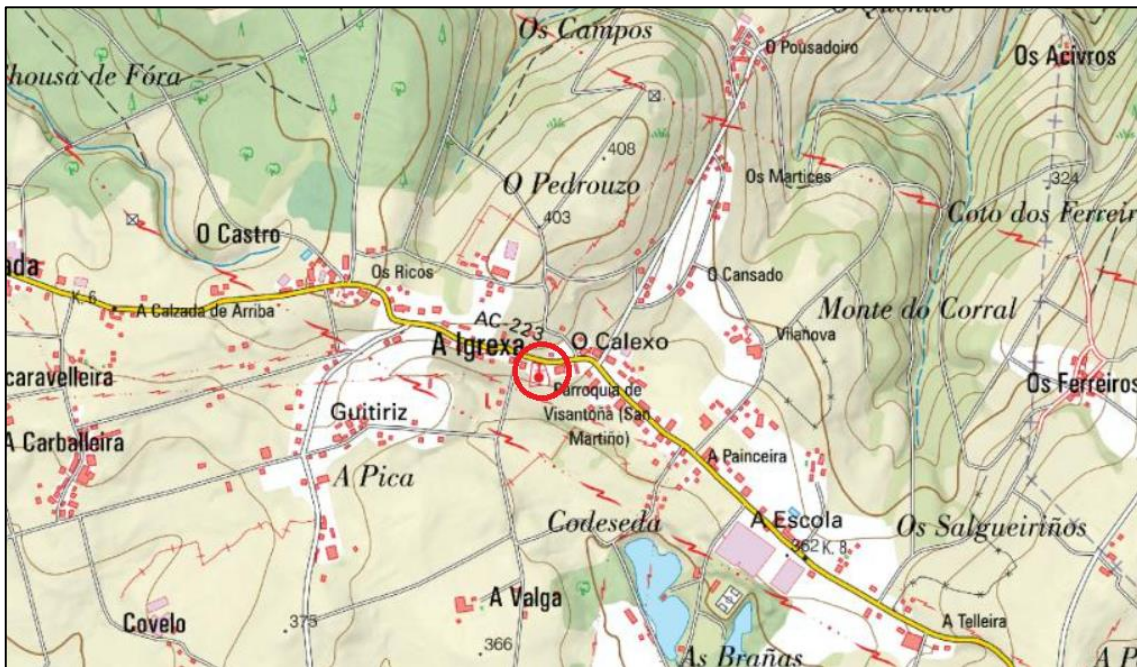 Os Campos
O Pousadoiro
Os Acivros
Chousa de Fóra
408
O Pedrouzo
403
Os Martices
324
Coto dos Ferreir
O Castro
Os Ricos
O Cansado
ada
K. 6
A Calzada de Arriba
AC-223
Monte do Corral
Vilanova
A Igrexa
O Calexo
caravelleira
Parroquia de
Visantoña (San
Martiño)
Os Ferreiros
Guitiriz
A Carballeira
A Pica
A Painceira
Codeseda
A Escola
Os Salgueiriños
362
K. 8
A Valga
375
Covelo
366
A Telleira
As Brañas
A P